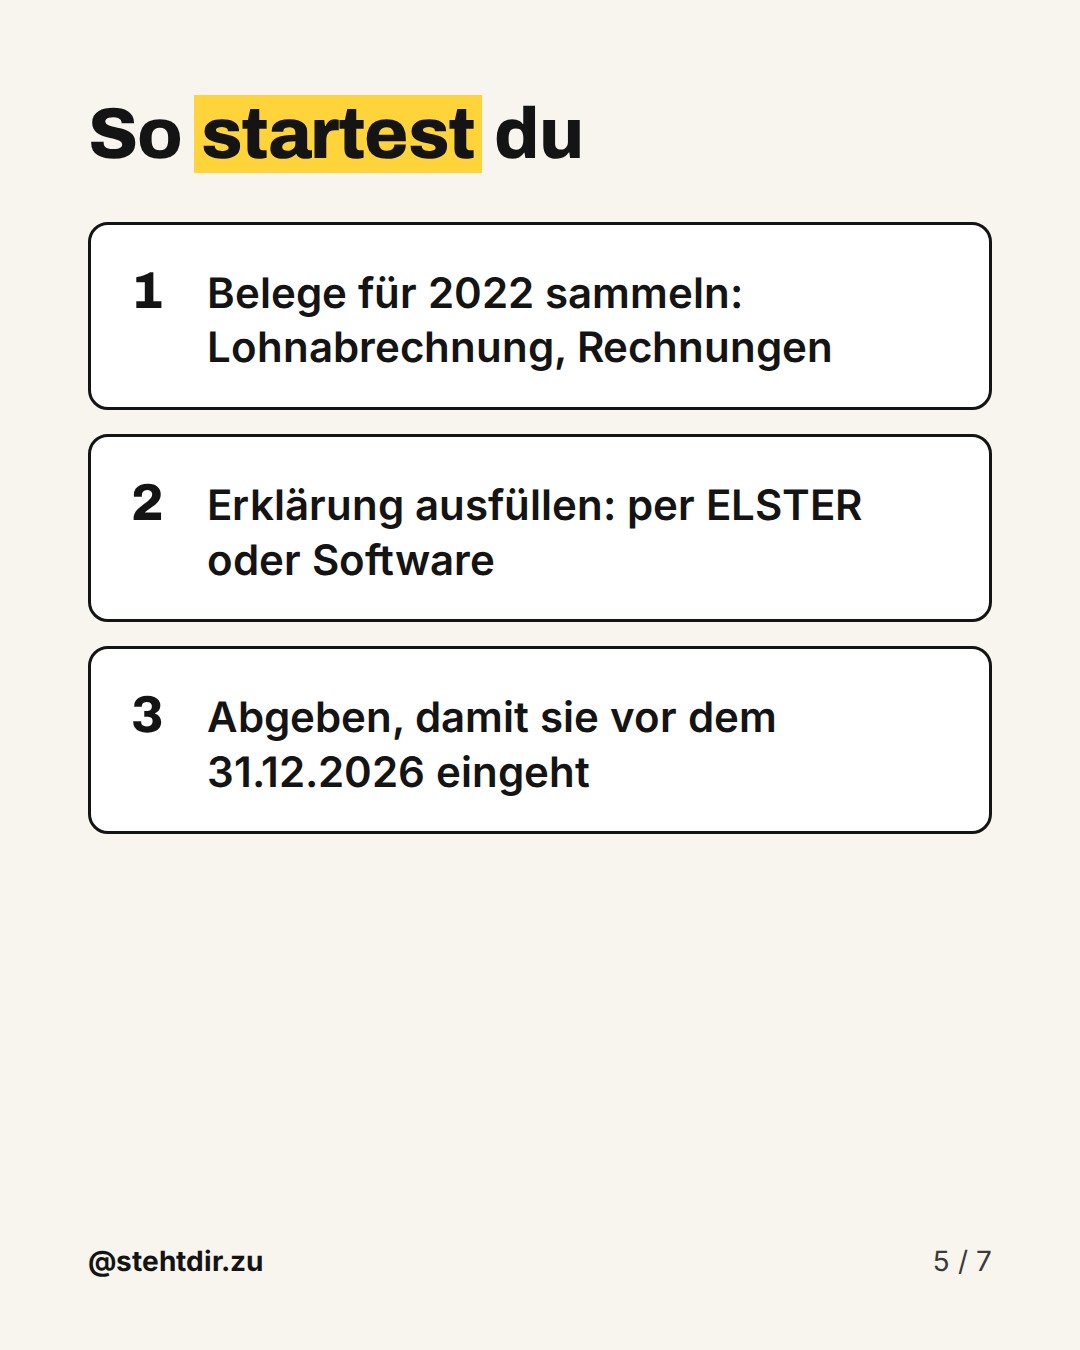 So startest du
1 Belege für 2022 sammeln:
Lohnabrechnung, Rechnungen
2 Erklärung ausfüllen: per ELSTER
oder Software
3 Abgeben, damit sie vor dem
31.12.2026 eingeht
@stehtdir.zu
5 / 7